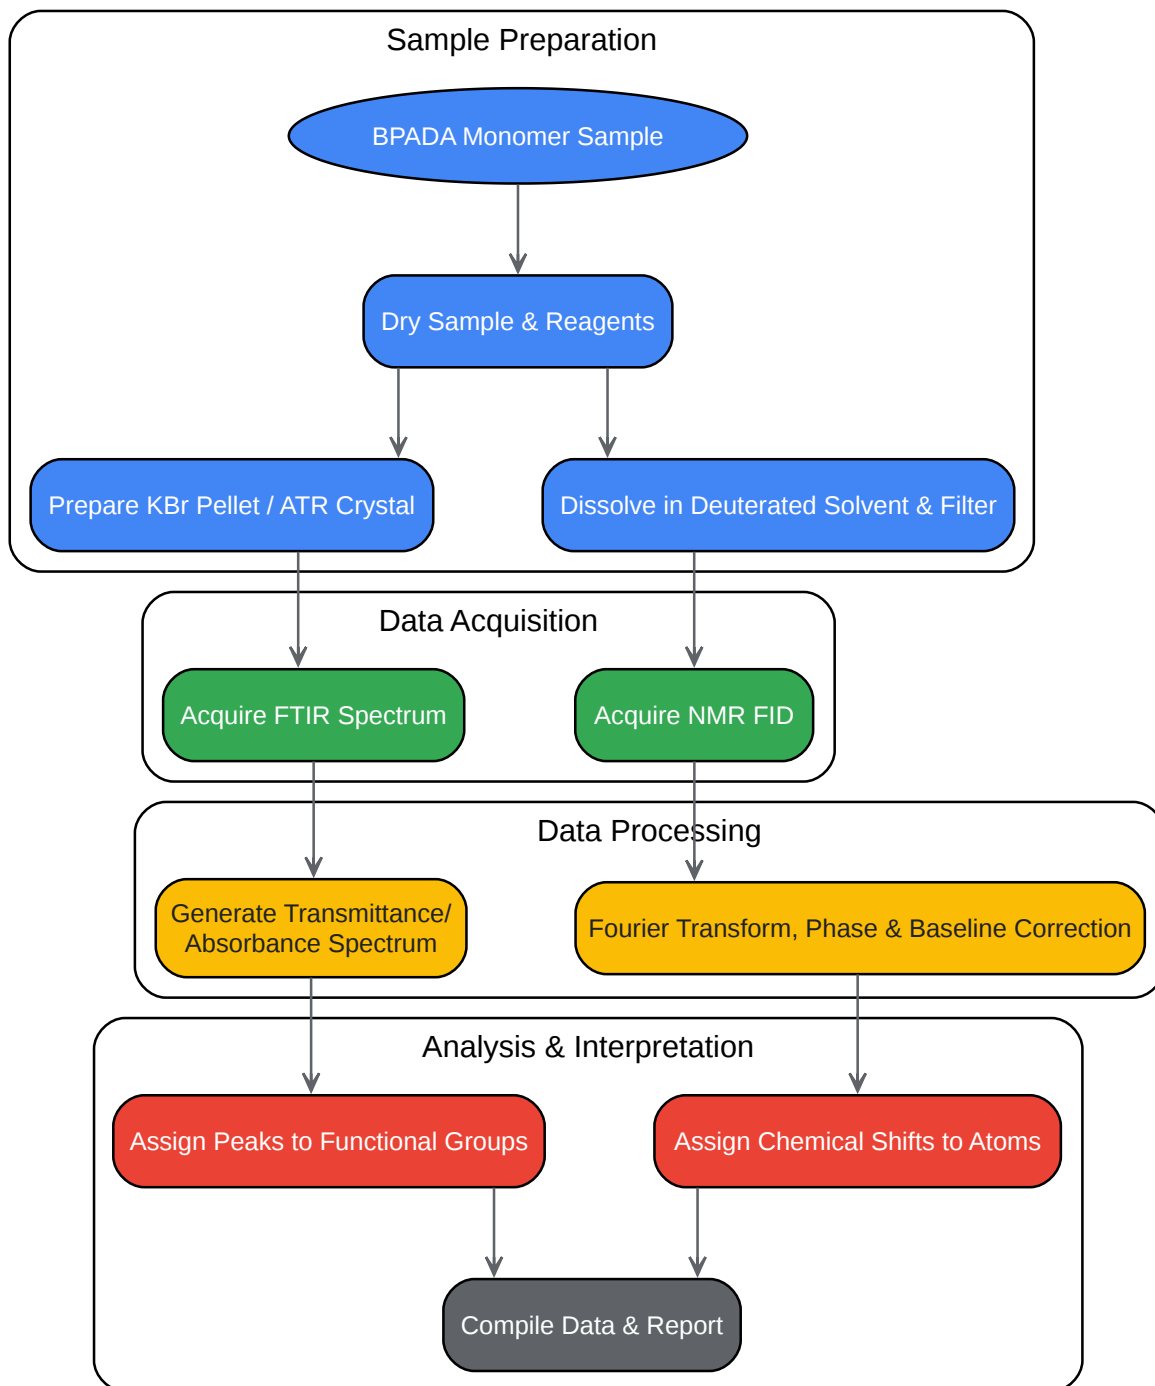 Sample Preparation
BPADA Monomer Sample
Dry Sample & Reagents
Prepare KBr Pellet / ATR Crystal
Dissolve in Deuterated Solvent & Filter
Data Acquisition
Acquire FTIR Spectrum
Acquire NMR FID
Data Processing
Generate Transmittance/
Absorbance Spectrum
Fourier Transform, Phase & Baseline Correction
Analysis & Interpretation
Assign Peaks to Functional Groups
Assign Chemical Shifts to Atoms
Compile Data & Report